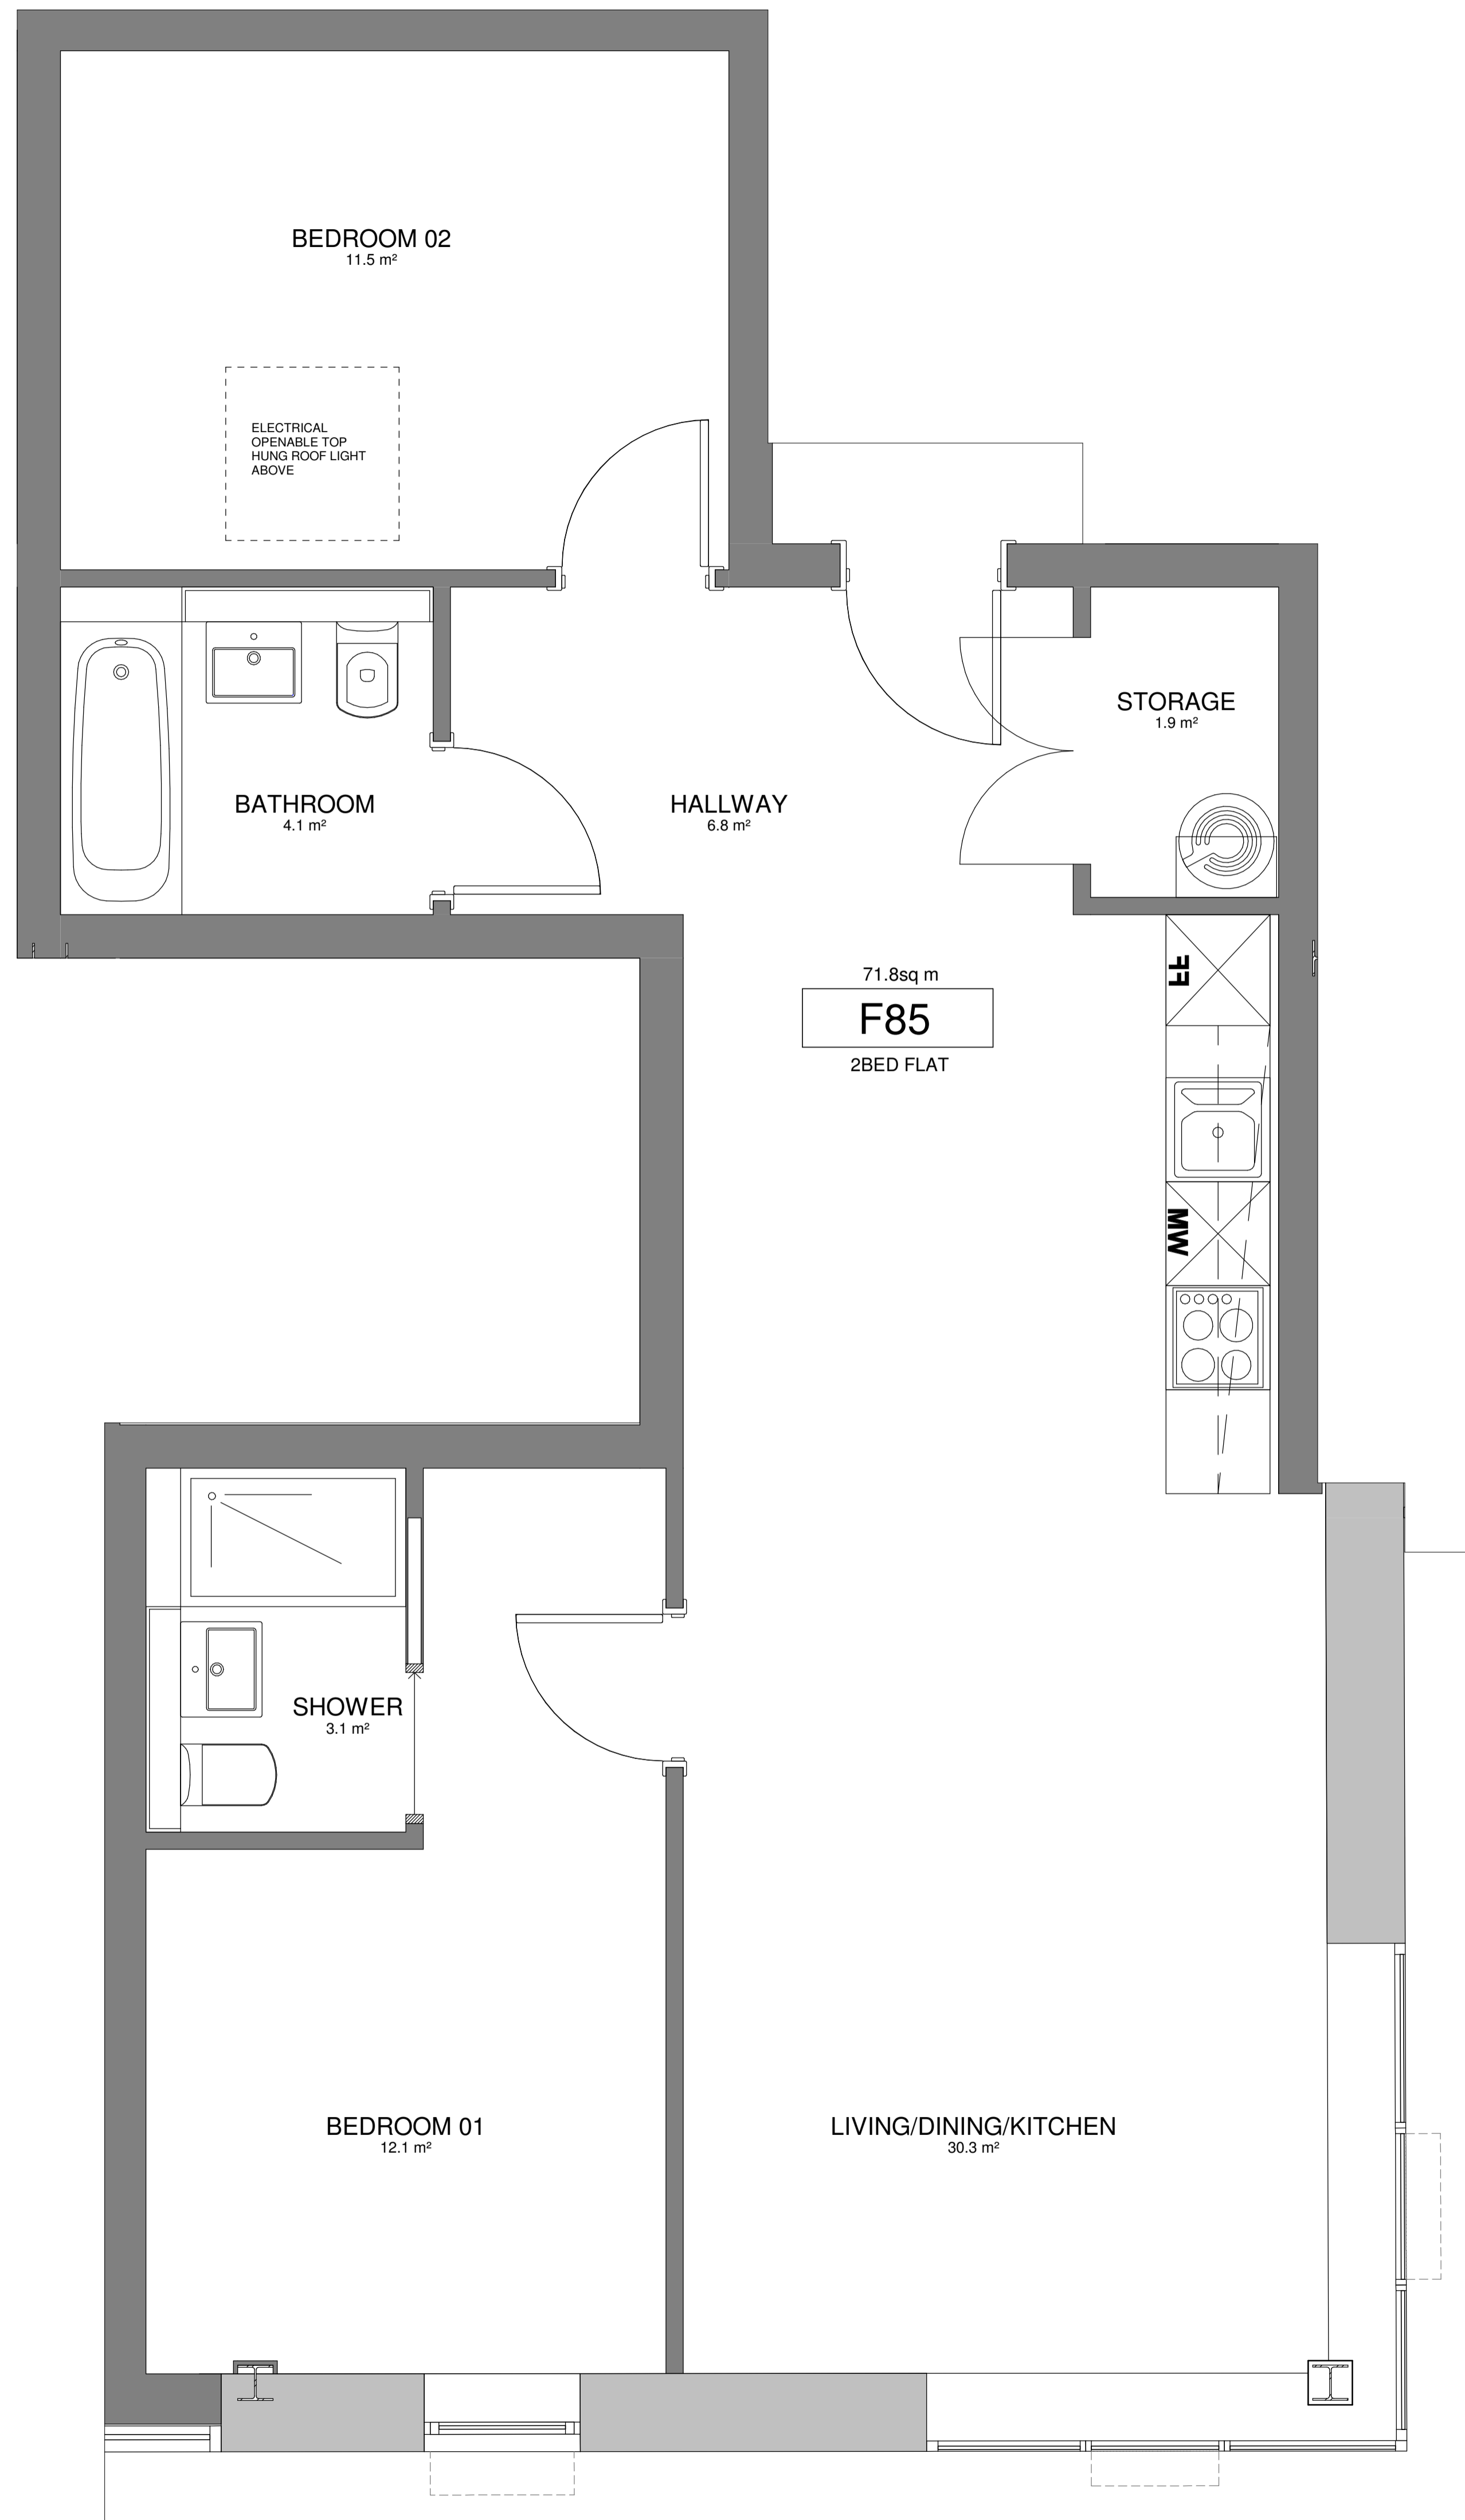 BEDROOM 02
11.5 m²
ELECTRICAL
OPENABLE TOP
HUNG ROOF LIGHT
ABOVE
STORAGE
1.9 m²
BATHROOM
4.1 m²
HALLWAY
6.8 m²
FF
71.8sq m
F85
2BED FLAT
MW
SHOWER
3.1 m²
BEDROOM 01
12.1 m²
LIVING/DINING/KITCHEN
30.3 m²